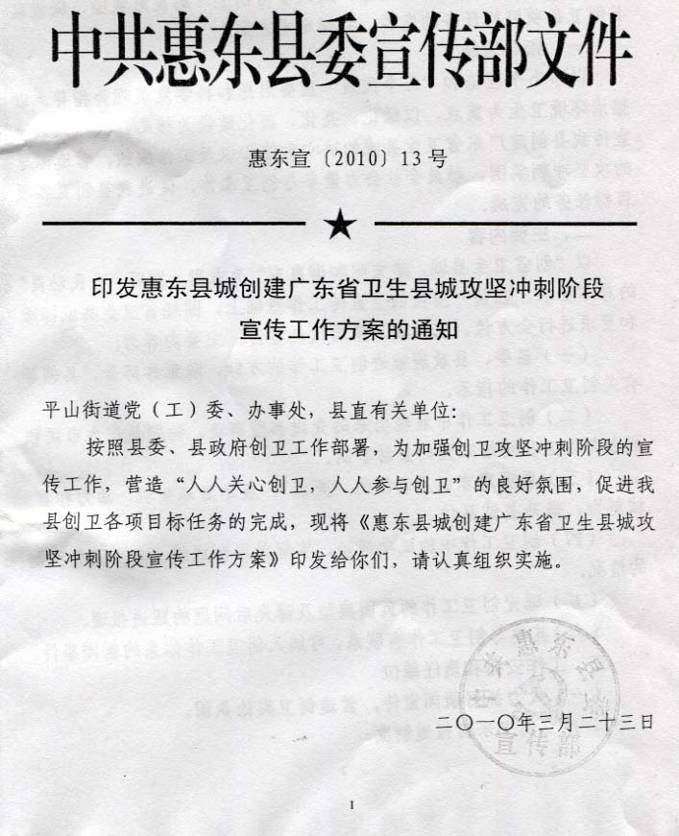 中共惠东县委宣传部文件
惠东宣〔2010〕13号
印发惠东县城创建广东省卫生县城攻坚冲刺阶段
宣传工作方案的通知
平山街道党（工）委、办事处，县直有关单位：
按照县委、县政府创卫工作部署，为加强创卫攻坚冲刺阶段的宣
传工作，营造“人人关心创卫，人人参与创卫”的良好氛围，促进我
县创卫各项目标任务的完成，现将《惠东县城创建广东省卫生县城攻
坚冲刺阶段宣传工作方案》印发给你们，请认真组织实施。
中共惠东县委
二〇一〇年三月二十三日
宣传部
1